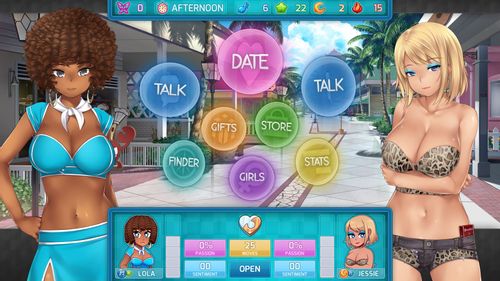 0 AFTERNOON 6 22 2 15
DATE
TALK TALK
GIFTS STORE
FINDER STATS
GIRLS
0% 25 0%
PASSION MOVES PASSION
00 OPEN 00
SENTIMENT SENTIMENT
LOLA JESSIE